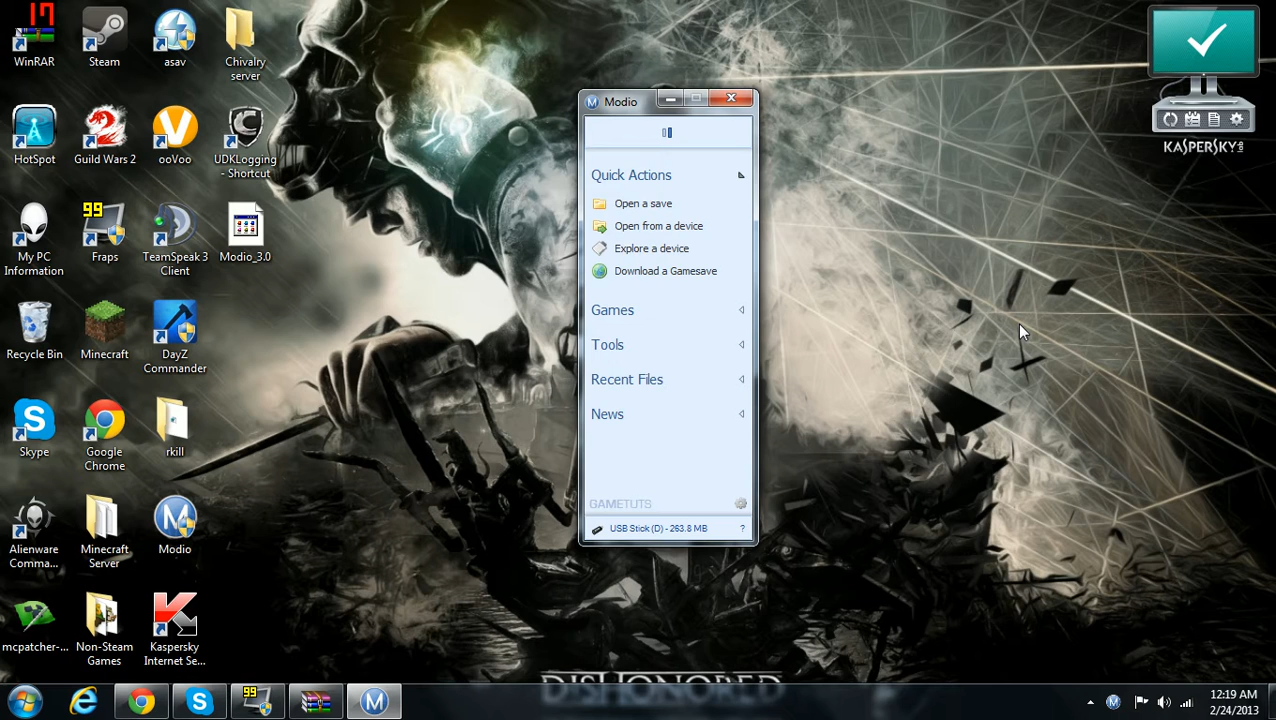 17
WinRAR
Steam
asav
Chivalry
server
HotSpot
Guild Wars 2
ooVoo
UDKLogging
- Shortcut
My PC
Information
99
Fraps
TeamSpeak 3
Client
Modio_3.0
Recycle Bin
Minecraft
DayZ
Commander
Skype
Google
Chrome
rkill
Alienware
Comma...
Minecraft
Server
Modio
mcpatcher-...
Non-Steam
Games
Kaspersky
Internet Se...
Modio
Quick Actions
Open a save
Open from a device
Explore a device
Download a Gamesave
Games
Tools
Recent Files
News
GAMETUTS
USB Stick (D) - 263.8 MB
?
KASPERSKY
DISHONORED
99
12:19 AM
2/24/2013